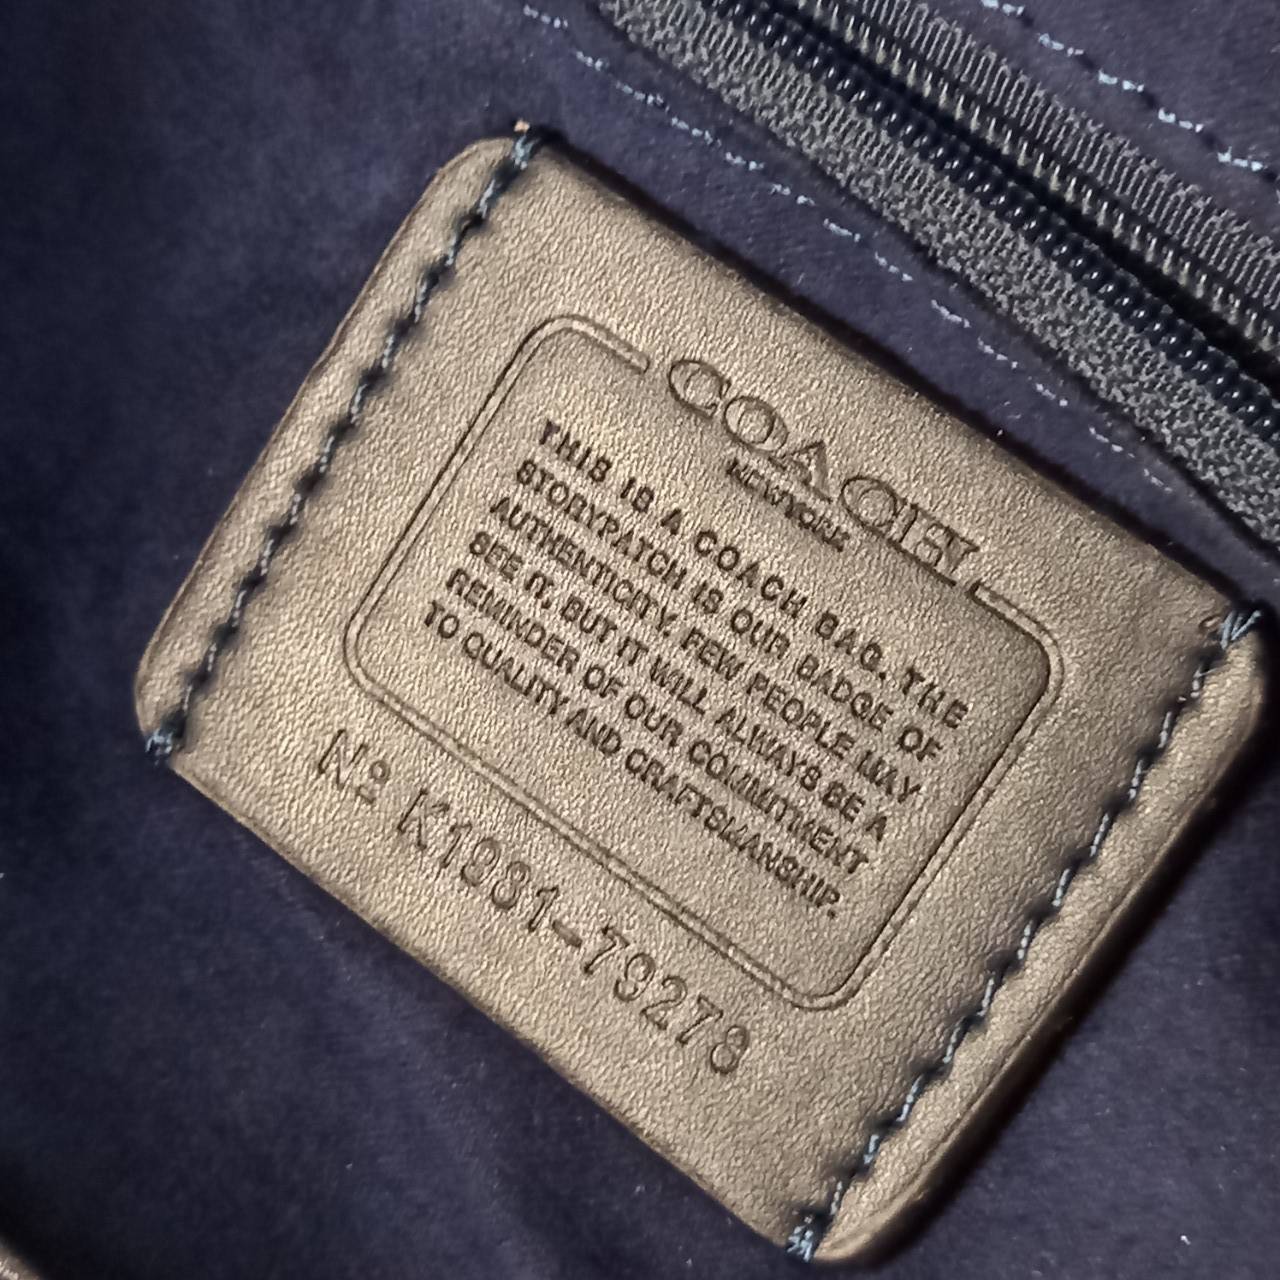 COACH
NEW YORK
THIS IS A COACH BAG. THE
STORYPATCH IS OUR BADGE OF
AUTHENTICITY. FEW PEOPLE MAY
SEE IT, BUT IT WILL ALWAYS BE A
REMINDER OF OUR COMMITMENT
TO QUALITY AND CRAFTSMANSHIP.
Nº K1981-79278